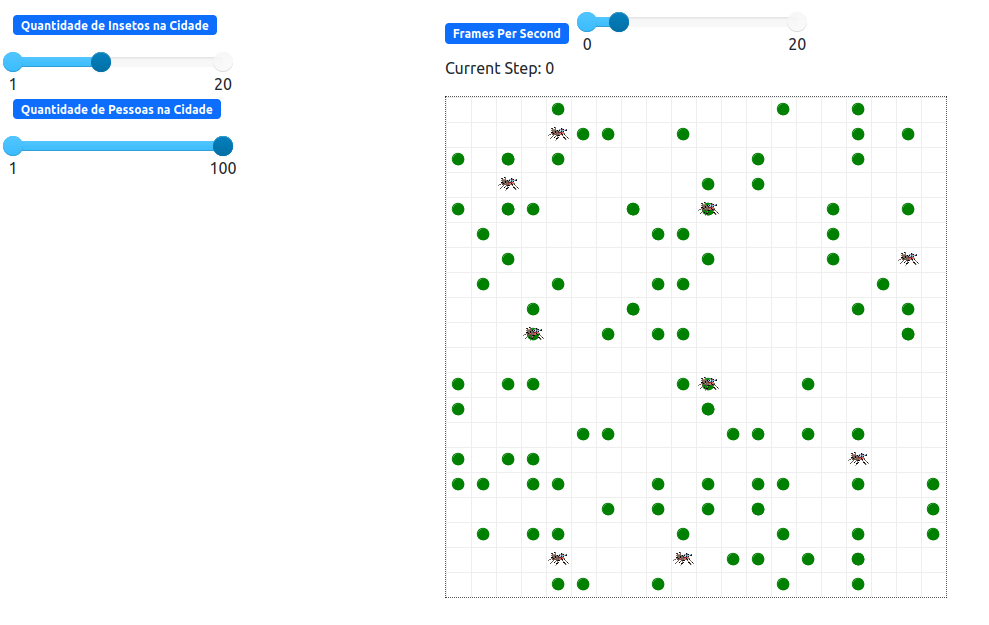 Quantidade de Insetos na Cidade
1 20
Quantidade de Pessoas na Cidade
1 100
Frames Per Second
0 20
Current Step: 0